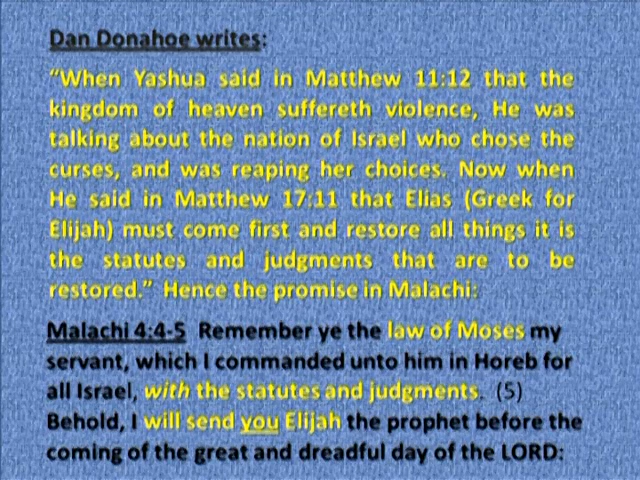 Dan Donahoe writes:
“When Yashua said in Matthew 11:12 that the
kingdom of heaven suffereth violence, He was
talking about the nation of Israel who chose the
curses, and was reaping her choices. Now when
He said in Matthew 17:11 that Elias (Greek for
Elijah) must come first and restore all things it is
the statutes and judgments that are to be
restored.” Hence the promise in Malachi:
Malachi 4:4-5 Remember ye the law of Moses my
servant, which I commanded unto him in Horeb for
all Israel, with the statutes and judgments. (5)
Behold, I will send you Elijah the prophet before the
coming of the great and dreadful day of the LORD: